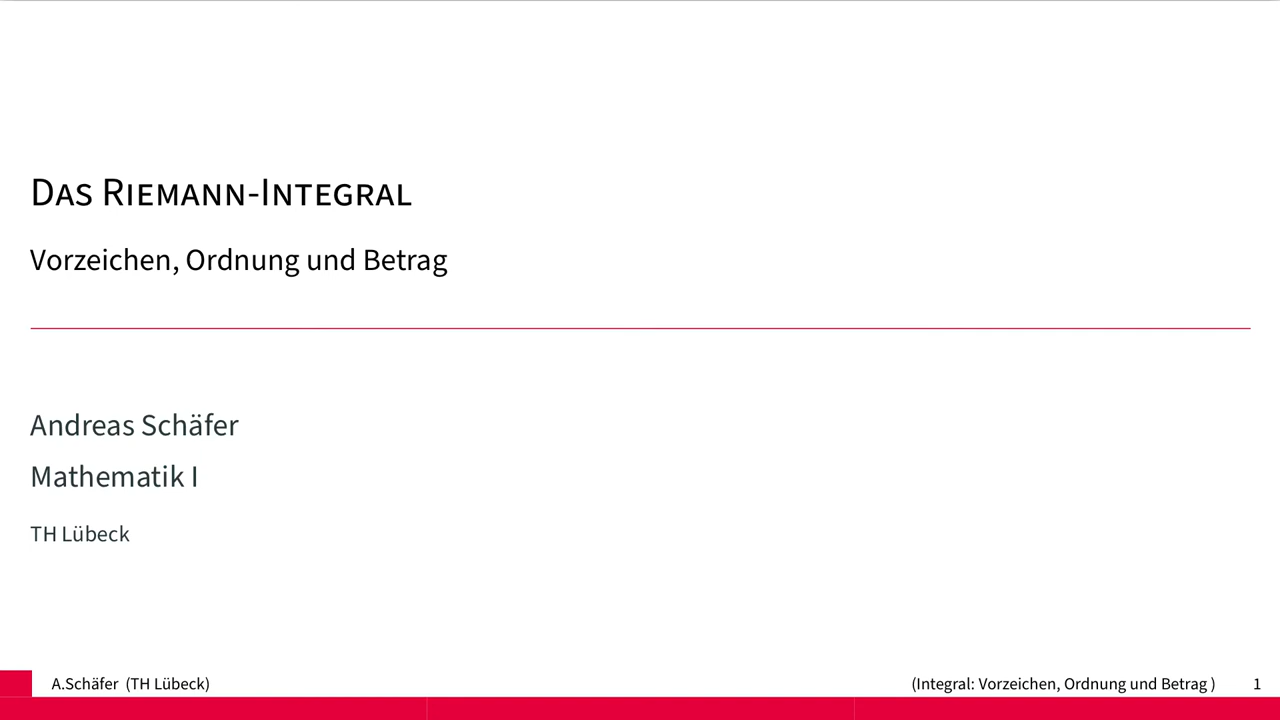 Das Riemann-Integral
Vorzeichen, Ordnung und Betrag
Andreas Schäfer
Mathematik I
TH Lübeck
A.Schäfer (TH Lübeck)
(Integral: Vorzeichen, Ordnung und Betrag )
1